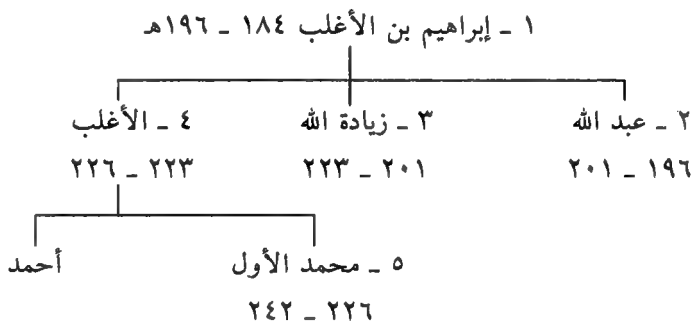 ١ ـ إبراهيم بن الأغلب ١٨٤ ـ ١٩٦هـ
٢ ـ عبد الله ٣ ـ زيادة الله ٤ ـ الأغلب
١٩٦ ـ ٢٠١ ٢٠١ ـ ٢٢٣ ٢٢٣ ـ ٢٢٦
٥ ـ محمد الأول أحمد
٢٢٦ ـ ٢٤٢